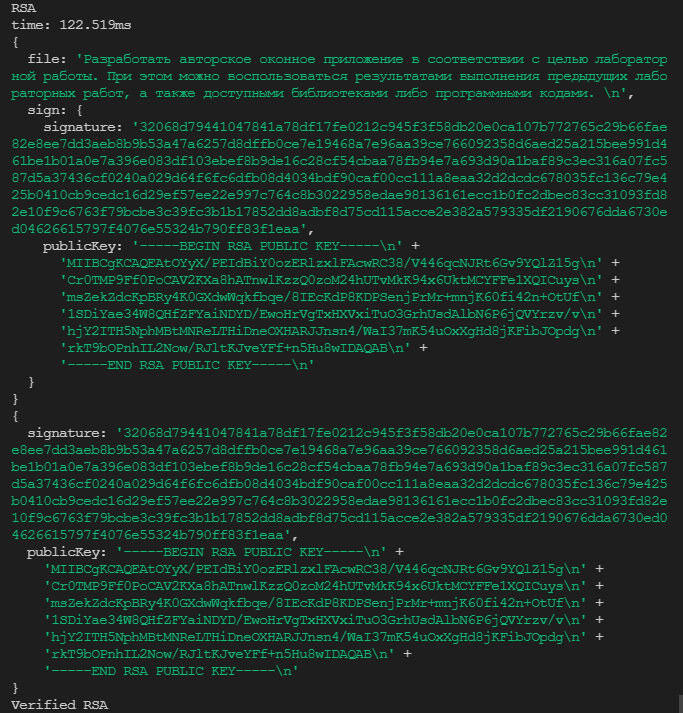 RSA
time: 122.519ms
{
file: 'Разработать авторское оконное приложение в соответствии с целью лаборатор
ной работы. При этом можно воспользоваться результатами выполнения предыдущих лабо
раторных работ, а также доступными библиотеками либо программными кодами. \n',
sign: {
signature: '32068d79441047841a78df17fe0212c945f3f58db20e0ca107b772765c29b66fae
82e8ee7dd3aeb8b9b53a47a6257d8dffb0ce7e19468a7e96aa39ce766092358d6aed25a215bee991d4
61be1b01a0e7a396e083df103ebef8b9de16c28cf54cbaa78fb94e7a693d90a1baf89c3ec316a07fc5
87d5a37436cf0240a029d64f6fc6dfb08d4034bdf90caf00cc111a8eaa32d2dcdc678035fc136c79e4
25b0410cb9cedc16d29ef57ee22e997c764c8b3022958edae98136161ecc1b0fc2dbec83cc31093fd8
2e10f9c6763f79bcbe3c39fc3b1b17852dd8adbf8d75cd115acce2e382a579335df2190676dda6730e
d04626615797f4076e55324b790ff83f1eaa',
publicKey: '-----BEGIN RSA PUBLIC KEY-----\n' +
'MIIBCgKCAQEAtOYyX/PEIdBiY0ozERlzxlFAcwRC38/V446qcNJRt6Gv9YQlZ15g\n' +
'Cr0TMP9Ff0PoCAV2KXa8hATnwlKzzQ0zoM24hUTvMkK94x6UktMCYFFe1XQICuys\n' +
'msZekZdcKpBRy4K0GXdwWqkfbqe/8IEcKdP8KDPSenjPrMr+mnjK60fi42n+OtUf\n' +
'1SDiYae34W8QHfZFYaiNDYD/EwoHrVgTxHXVxiTuO3GrhUsdAlbN6P6jQVYrzv/v\n' +
'hjY2ITH5NphMBtMNReLTHiDneOXHARJJnsn4/WaI37mK54uOxXgHd8jKFibJOpdg\n' +
'rkT9bOPnhIL2Now/RJltKJveYFf+n5Hu8wIDAQAB\n' +
'-----END RSA PUBLIC KEY-----\n'
}
}
{
signature: '32068d79441047841a78df17fe0212c945f3f58db20e0ca107b772765c29b66fae82
e8ee7dd3aeb8b9b53a47a6257d8dffb0ce7e19468a7e96aa39ce766092358d6aed25a215bee991d461
be1b01a0e7a396e083df103ebef8b9de16c28cf54cbaa78fb94e7a693d90a1baf89c3ec316a07fc587
d5a37436cf0240a029d64f6fc6dfb08d4034bdf90caf00cc111a8eaa32d2dcdc678035fc136c79e425
b0410cb9cedc16d29ef57ee22e997c764c8b3022958edae98136161ecc1b0fc2dbec83cc31093fd82e
10f9c6763f79bcbe3c39fc3b1b17852dd8adbf8d75cd115acce2e382a579335df2190676dda6730ed0
4626615797f4076e55324b790ff83f1eaa',
publicKey: '-----BEGIN RSA PUBLIC KEY-----\n' +
'MIIBCgKCAQEAtOYyX/PEIdBiY0ozERlzxlFAcwRC38/V446qcNJRt6Gv9YQlZ15g\n' +
'Cr0TMP9Ff0PoCAV2KXa8hATnwlKzzQ0zoM24hUTvMkK94x6UktMCYFFe1XQICuys\n' +
'msZekZdcKpBRy4K0GXdwWqkfbqe/8IEcKdP8KDPSenjPrMr+mnjK60fi42n+OtUf\n' +
'1SDiYae34W8QHfZFYaiNDYD/EwoHrVgTxHXVxiTuO3GrhUsdAlbN6P6jQVYrzv/v\n' +
'hjY2ITH5NphMBtMNReLTHiDneOXHARJJnsn4/WaI37mK54uOxXgHd8jKFibJOpdg\n' +
'rkT9bOPnhIL2Now/RJltKJveYFf+n5Hu8wIDAQAB\n' +
'-----END RSA PUBLIC KEY-----\n'
}
Verified RSA